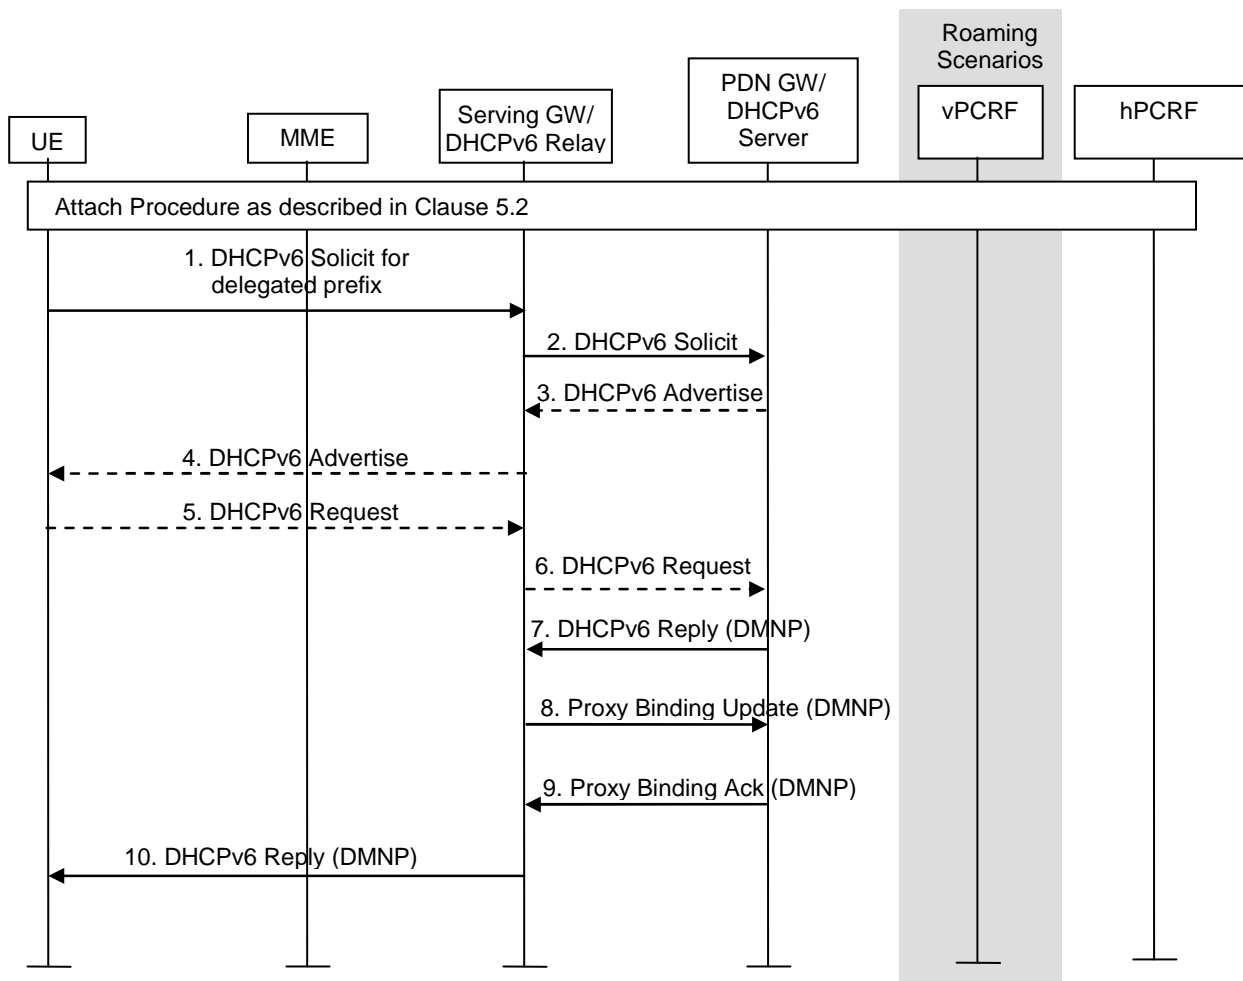 Roaming
Scenarios
UE
MME
Serving GW/
DHCPv6 Relay
PDN GW/
DHCPv6
Server
vPCRF
hPCRF
Attach Procedure as described in Clause 5.2
1. DHCPv6 Solicit for
delegated prefix
2. DHCPv6 Solicit
3. DHCPv6 Advertise
4. DHCPv6 Advertise
5. DHCPv6 Request
6. DHCPv6 Request
7. DHCPv6 Reply (DMNP)
8. Proxy Binding Update (DMNP)
9. Proxy Binding Ack (DMNP)
10. DHCPv6 Reply (DMNP)